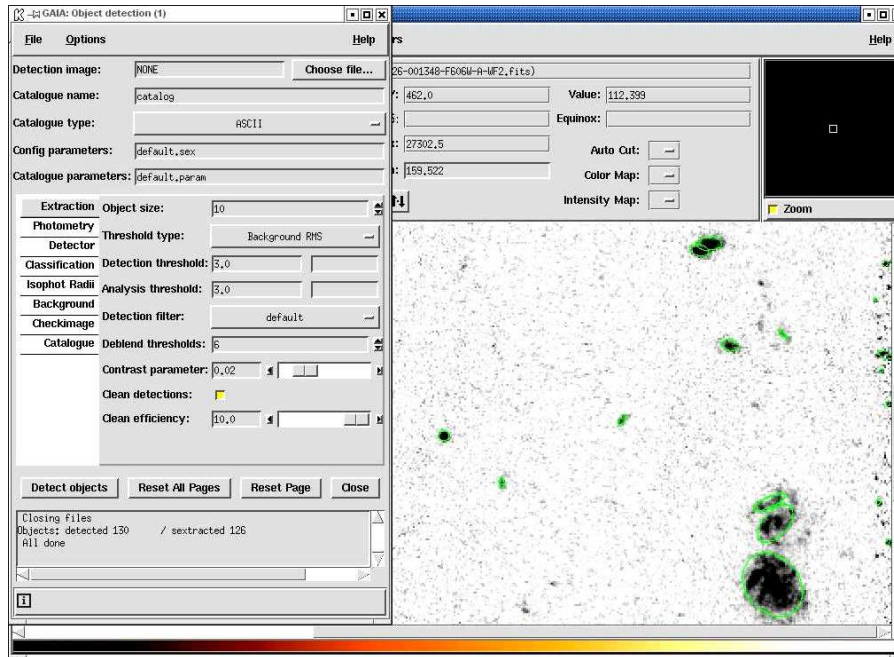 GAIA: Object detection (1)
File Options Help
Detection image: NONE Choose file...
Catalogue name: catalog
Catalogue type: ASCII
Config parameters: default.sex
Catalogue parameters: default.param
Extraction
Photometry
Detector
Classification
Isophot Radii
Background
Checkimage
Catalogue
Object size: 10
Threshold type: Background RMS
Detection threshold: 3.0
Analysis threshold: 3.0
Detection filter: default
Deblend thresholds: 6
Contrast parameter: 0.02
Clean detections:
Clean efficiency: 10.0
Detect objects Reset All Pages Reset Page Close
Closing files
Objects: detected 130 / sextracted 126
All done
rs Help
26-001348-F606W-A-WF2.fits)
Y: 462.0 Value: 112.399
Equinox:
27302.5 Auto Cut:
159.522 Color Map:
Intensity Map:
Zoom